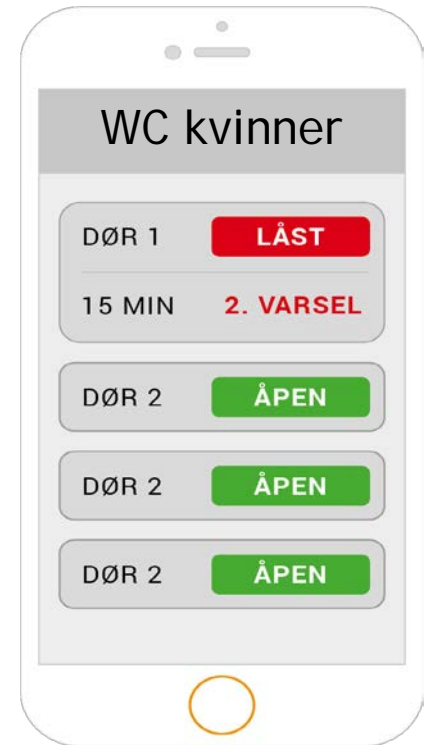 WC kvinner
DØR 1 LÅST
15 MIN 2. VARSEL
DØR 2 ÅPEN
DØR 2 ÅPEN
DØR 2 ÅPEN